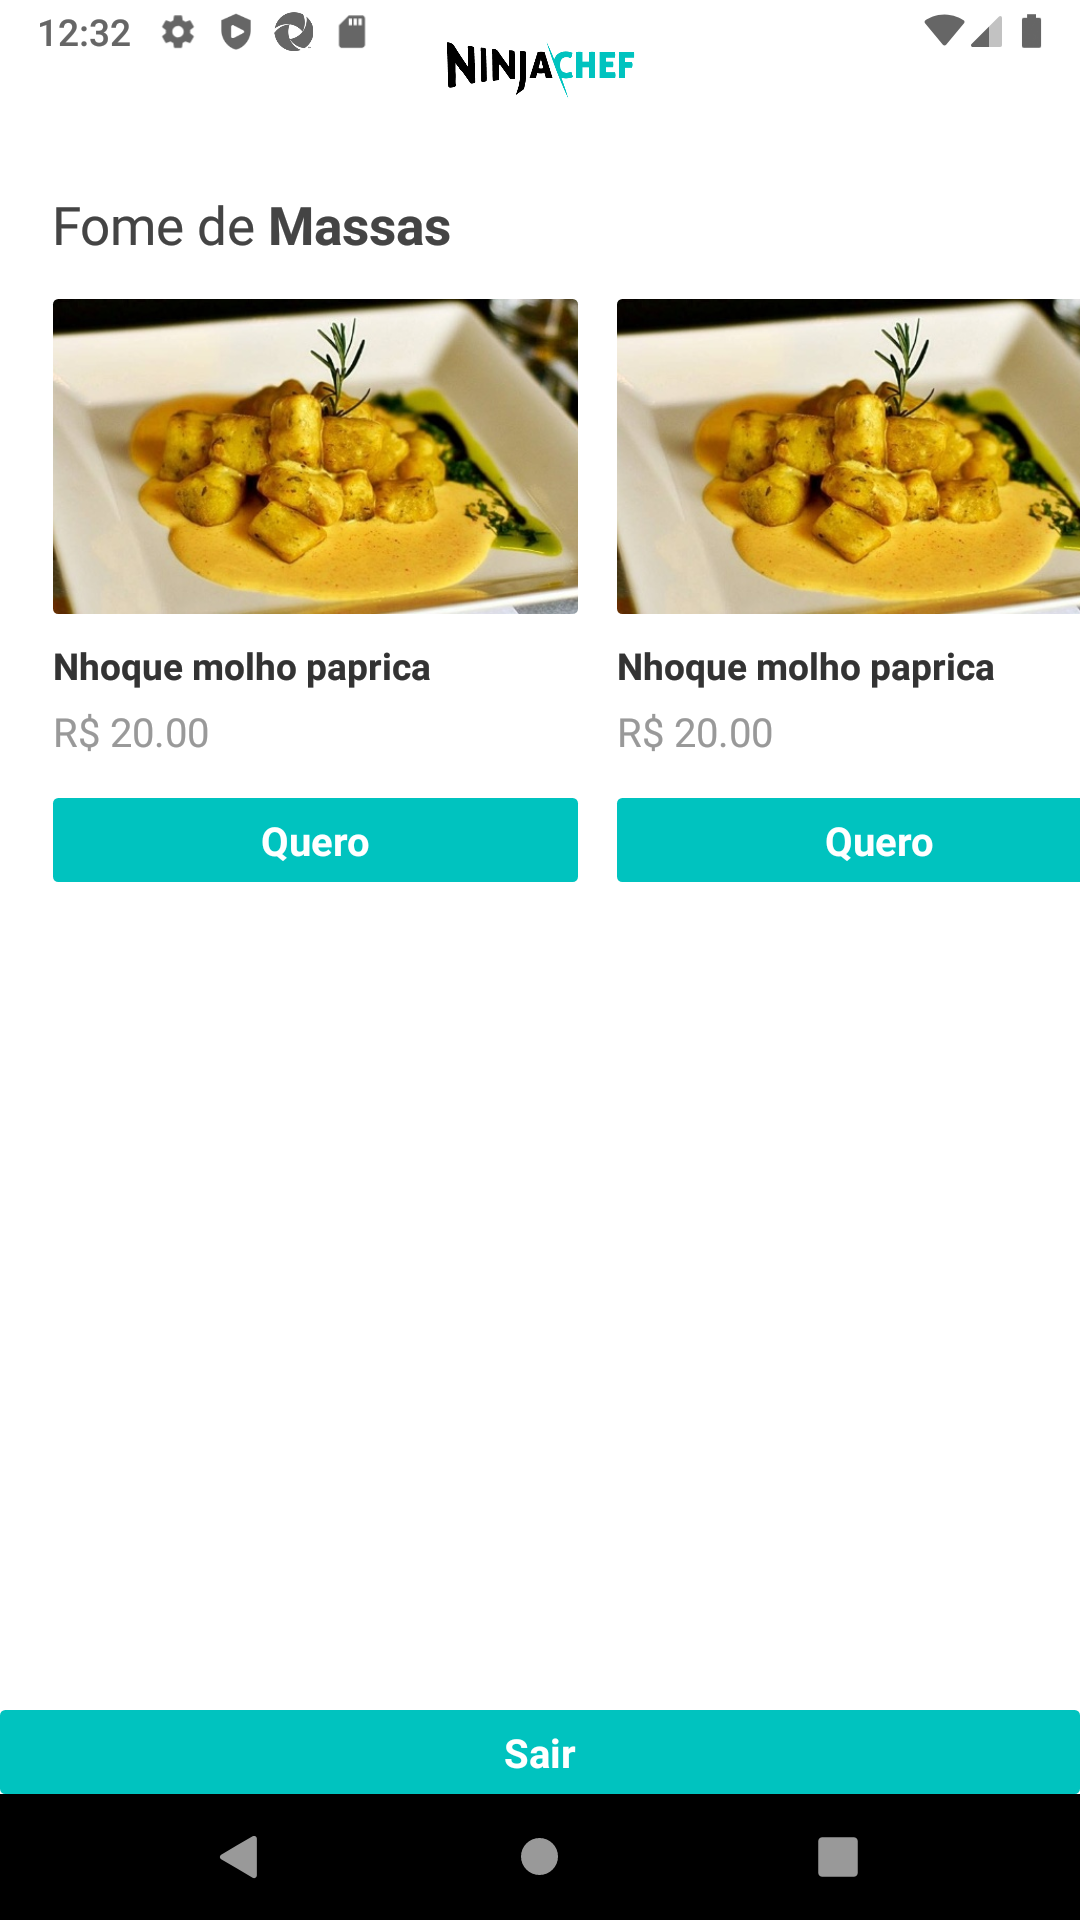 12:32
NINJACHEF
Fome de Massas
Nhoque molho paprica
R$ 20.00
Quero
Nhoque molho paprica
R$ 20.00
Quero
Sair